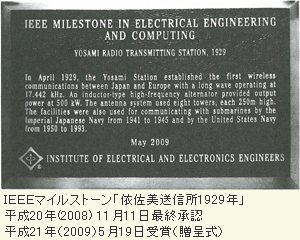 IEEE MILESTONE IN ELECTRICAL ENGINEERING
AND COMPUTING
YOSAMI RADIO TRANSMITTING STATION, 1929
In April 1929, the Yosami Station established the first wireless
communications between Japan and Europe with a long wave operating at
17.442 kHz. An inductor-type high-frequency alternator provided output
power at 500 kW. The antenna system used eight towers, each 250m high.
The facilities were also used for communicating with submarines by the
Imperial Japanese Navy from 1941 to 1945 and by the United States Navy
from 1950 to 1993.
May 2009
INSTITUTE OF ELECTRICAL AND ELECTRONICS ENGINEERS
IEEEマイルストーン「依佐美送信所1929年」
平成20年(2008)11月11日最終承認
平成21年(2009)5月19日受賞(贈呈式)